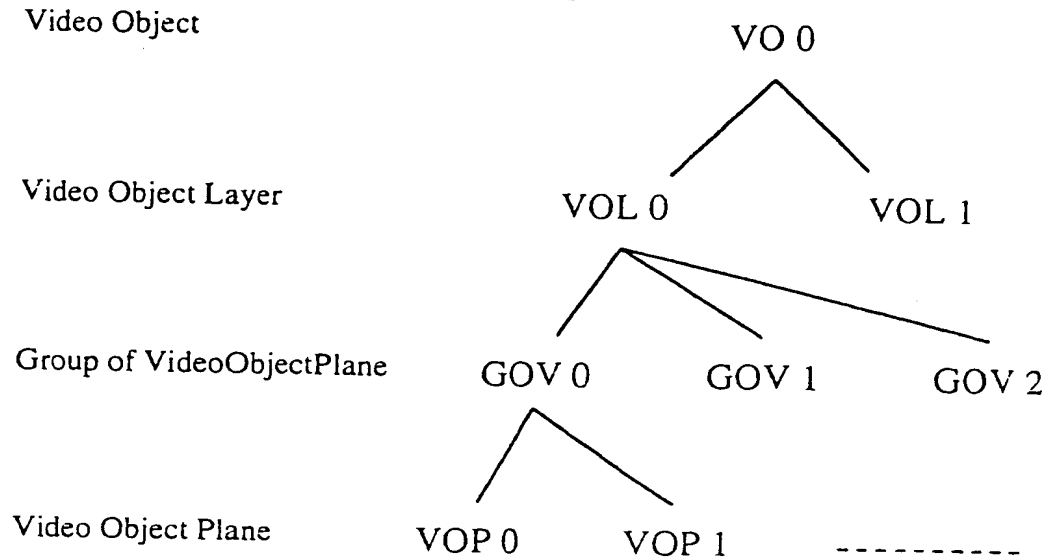 Video Object
VO 0
Video Object Layer
VOL 0
VOL 1
Group of VideoObjectPlane
GOV 0
GOV 1
GOV 2
Video Object Plane
VOP 0
VOP 1